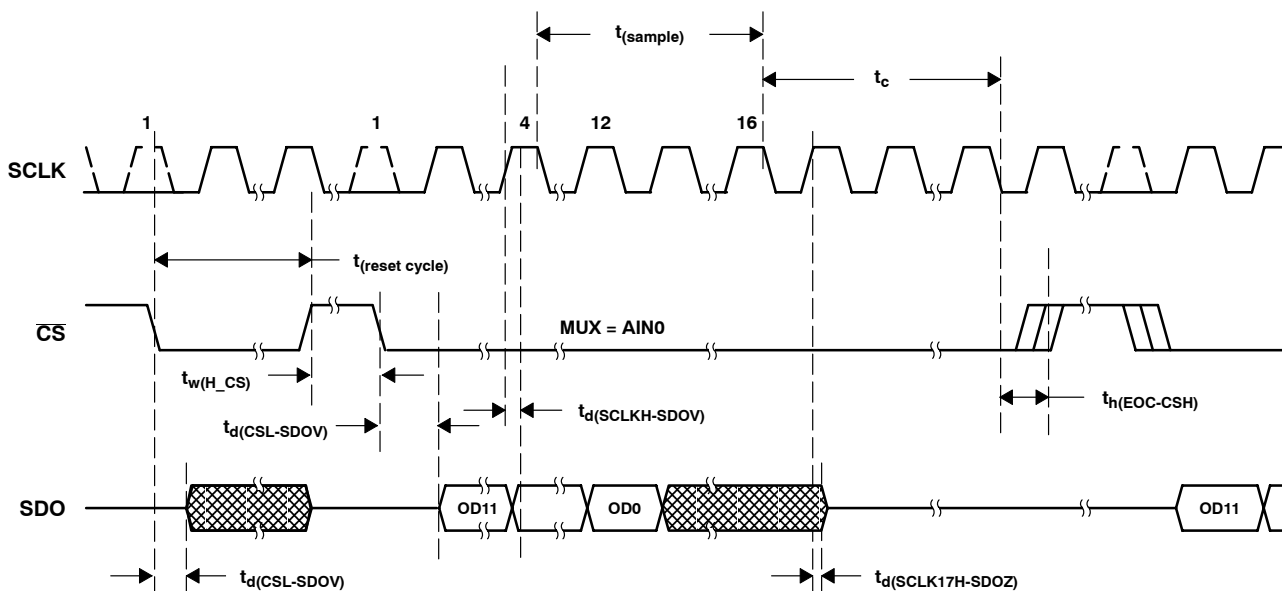 t(sample)
tc
1 1 4 12 16
SCLK
t(reset cycle)
CS
MUX = AIN0
tw(H_CS)
td(SCLKH-SDOV)
th(EOC-CSH)
td(CSL-SDOV)
SDO
OD11 OD0 OD11
td(CSL-SDOV)
td(SCLK17H-SDOZ)